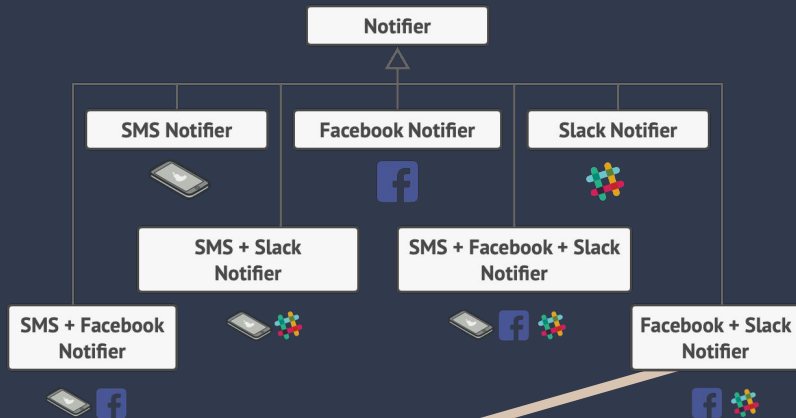 Notifier
SMS Notifier
Facebook Notifier
Slack Notifier
SMS + Slack
Notifier
SMS + Facebook + Slack
Notifier
SMS + Facebook
Notifier
Facebook + Slack
Notifier